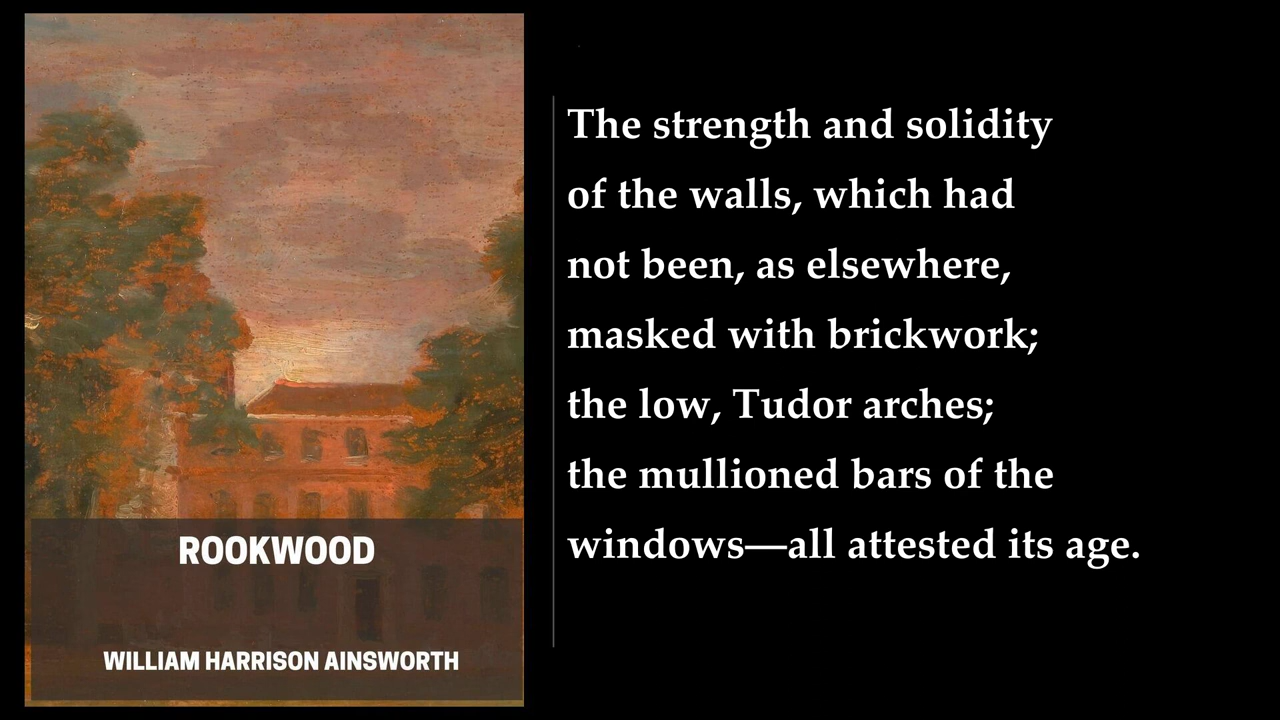 ROOKWOOD
WILLIAM HARRISON AINSWORTH
The strength and solidity
of the walls, which had
not been, as elsewhere,
masked with brickwork;
the low, Tudor arches;
the mullioned bars of the
windows—all attested its age.